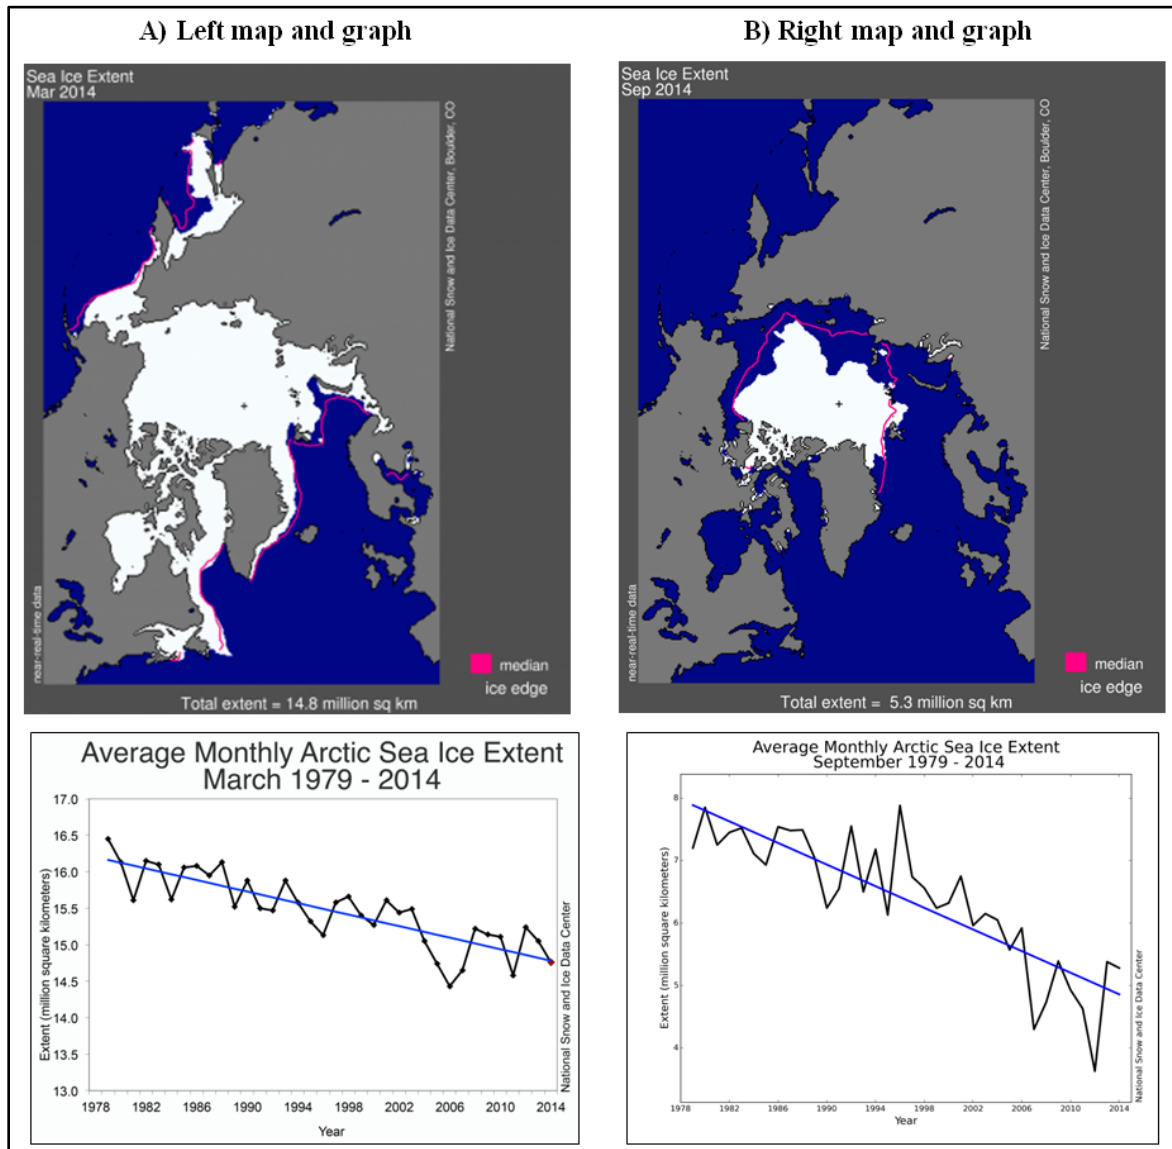 A) Left map and graph
B) Right map and graph
Sea Ice Extent
Mar 2014
National Snow and Ice Data Center, Boulder, CO
near-real-time data
median
ice edge
Total extent = 14.8 million sq km
Sea Ice Extent
Sep 2014
National Snow and Ice Data Center, Boulder, CO
near-real-time data
median
ice edge
Total extent = 5.3 million sq km
Average Monthly Arctic Sea Ice Extent
March 1979 - 2014
Extent (million square kilometers)
17.0
16.5
16.0
15.5
15.0
14.5
14.0
13.5
13.0
1978 1982 1986 1990 1994 1998 2002 2006 2010 2014
Year
National Snow and Ice Data Center
Average Monthly Arctic Sea Ice Extent
September 1979 - 2014
Extent (million square kilometers)
8
7
6
5
4
1978 1982 1986 1990 1994 1998 2002 2006 2010 2014
Year
National Snow and Ice Data Center